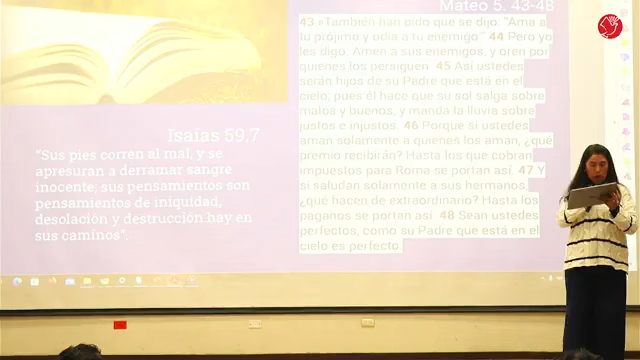 Mateo 5. 43-48
43 »También han oído que se dijo: "Ama a
tu prójimo y odia a tu enemigo." 44 Pero yo
les digo: Amen a sus enemigos, y oren por
quienes los persiguen. 45 Así ustedes
serán hijos de su Padre que está en el
cielo; pues él hace que su sol salga sobre
malos y buenos, y manda la lluvia sobre
justos e injustos. 46 Porque si ustedes
aman solamente a quienes los aman, ¿qué
premio recibirán? Hasta los que cobran
impuestos para Roma se portan así. 47 Y
si saludan solamente a sus hermanos,
¿qué hacen de extraordinario? Hasta los
paganos se portan así. 48 Sean ustedes
perfectos, como su Padre que está en el
cielo es perfecto.
Isaías 59.7
"Sus pies corren al mal, y se
apresuran a derramar sangre
inocente; sus pensamientos son
pensamientos de iniquidad,
desolación y destrucción hay en
sus caminos".